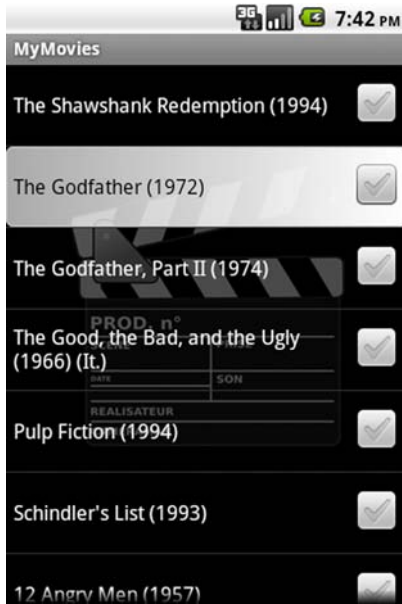 3G 7:42 PM
MyMovies
The Shawshank Redemption (1994)
The Godfather (1972)
The Godfather, Part II (1974)
PROD. n°
The Good, the Bad, and the Ugly
(1966) (It.)
DATE
SON
REALISATEUR
Pulp Fiction (1994)
Schindler's List (1993)
12 Angry Men (1957)